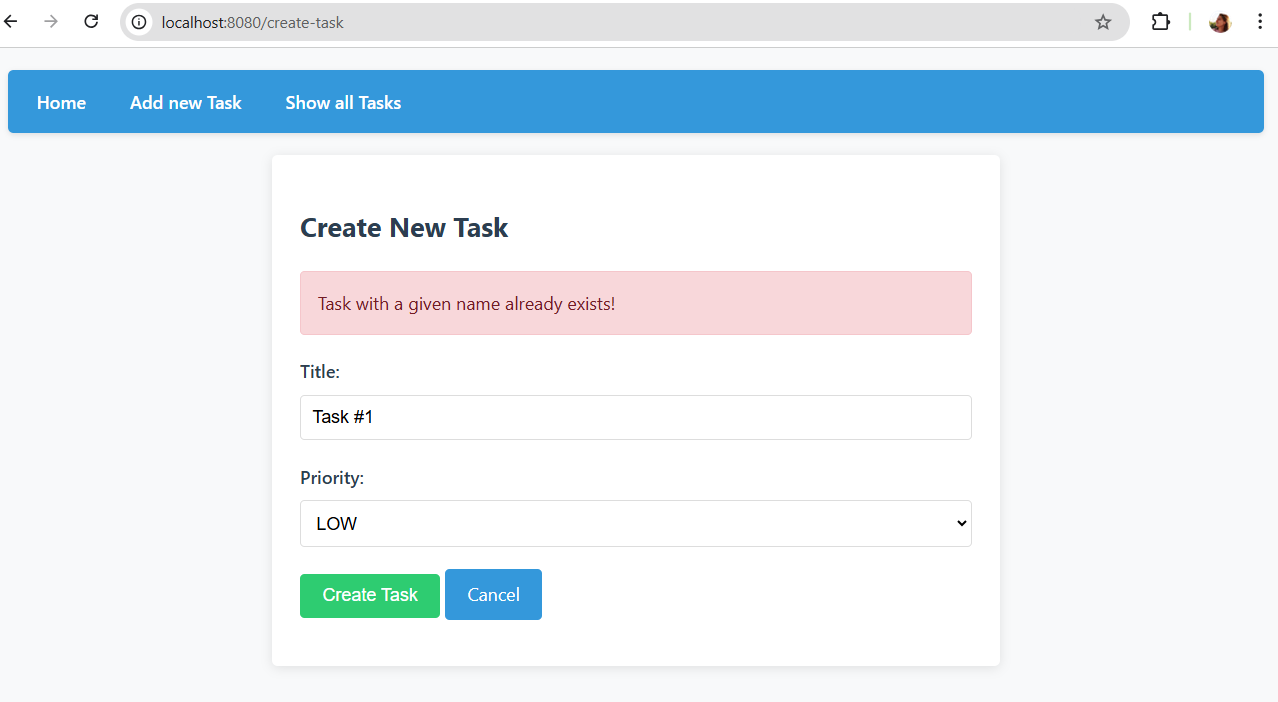 localhost:8080/create-task
Home Add new Task Show all Tasks
Create New Task
Task with a given name already exists!
Title:
Task #1
Priority:
LOW
Create Task Cancel